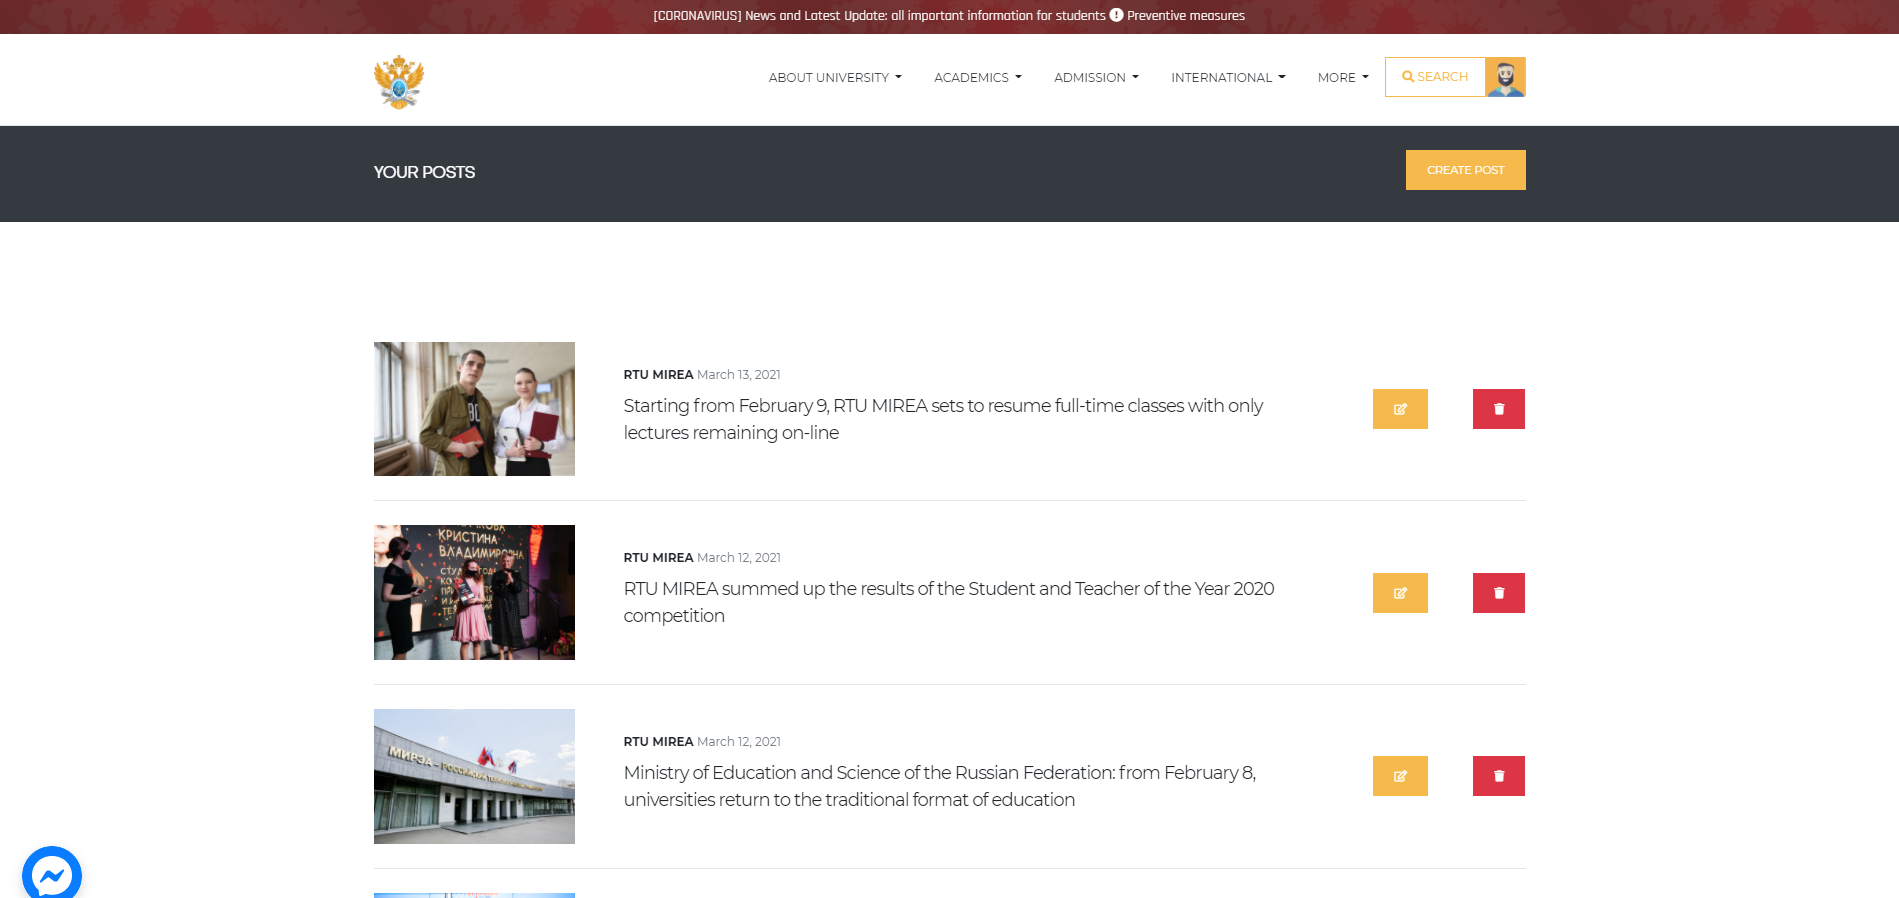 [CORONAVIRUS] News and Latest Update: all important information for students Preventive measures
ABOUT UNIVERSITY ACADEMICS ADMISSION INTERNATIONAL MORE SEARCH
YOUR POSTS
CREATE POST
RTU MIREA March 13, 2021
Starting from February 9, RTU MIREA sets to resume full-time classes with only
lectures remaining on-line
КРИСТИНА
ВЛАДИМИРОВНА
RTU MIREA March 12, 2021
RTU MIREA summed up the results of the Student and Teacher of the Year 2020
competition
МИРЭА - РОССИЙСКИЙ
RTU MIREA March 12, 2021
Ministry of Education and Science of the Russian Federation: from February 8,
universities return to the traditional format of education